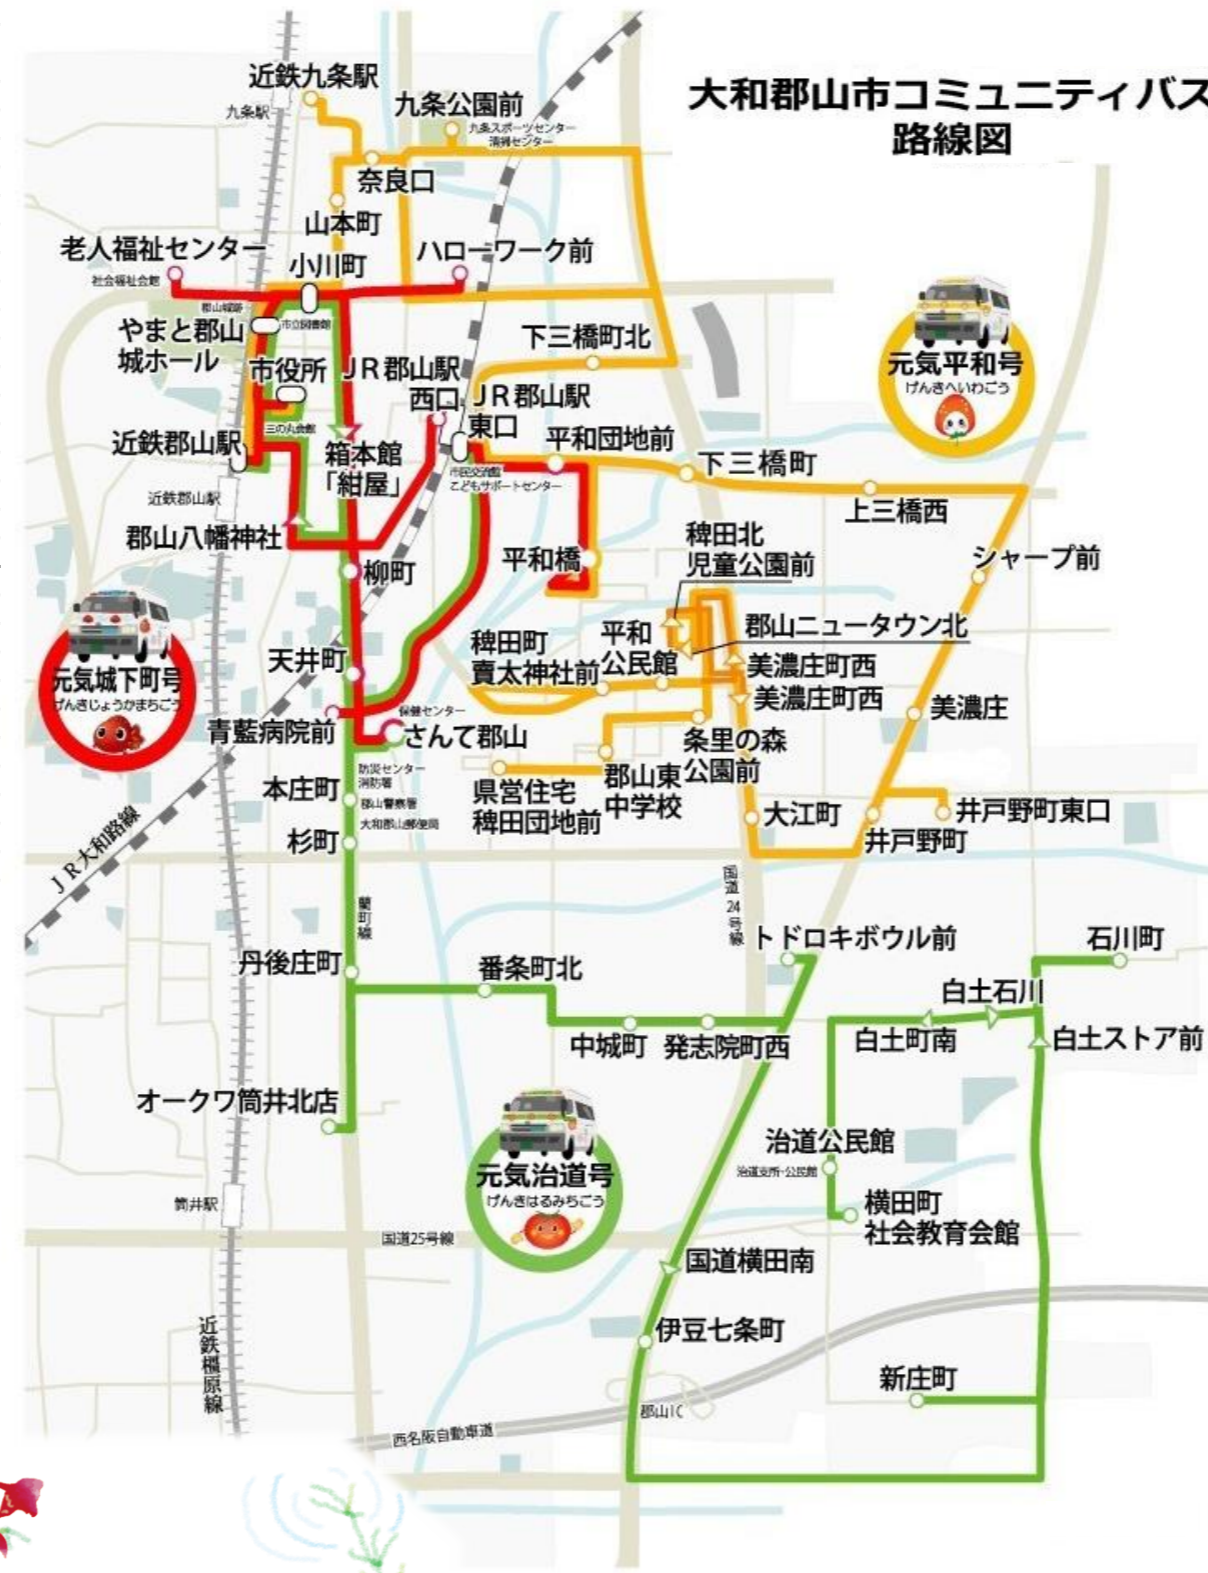 大和郡山市コミュニティバス
路線図
近鉄九条駅
九条駅
九条公園前
九条スポーツセンター
清掃センター
奈良口
山本町
老人福祉センター
社会福祉会館
小川町
ハローワーク前
郡山城跡
市立図書館
やまと郡山
城ホール
市役所
三の丸会館
JR郡山駅
西口
JR郡山駅
東口
市民交流館
こどもサポートセンター
下三橋町北
元気平和号
げんきへいわごう
近鉄郡山駅
近鉄郡山駅
箱本館
「紺屋」
平和団地前
下三橋町
上三橋西
郡山八幡神社
柳町
平和橋
稗田北
児童公園前
シャープ前
元気城下町号
げんきじょうかまちごう
天井町
稗田町
賣太神社前
平和
公民館
郡山ニュータウン北
美濃庄町西
美濃庄町西
美濃庄
青藍病院前
保健センター
さんて郡山
条里の森
公園前
本庄町
防災センター
消防署
郡山警察署
大和郡山郵便局
杉町
県営住宅
稗田団地前
郡山東
中学校
大江町
井戸野町東口
井戸野町
JR大和路線
藺町線
国道24号線
トドロキボウル前
石川町
丹後庄町
番条町北
白土石川
中城町
発志院町西
白土町南
白土ストア前
オークワ筒井北店
元気治道号
げんきはるみちごう
治道公民館
治道支所・公民館
筒井駅
横田町
社会教育会館
国道25号線
国道横田南
近鉄橿原線
伊豆七条町
新庄町
郡山IC
西名阪自動車道